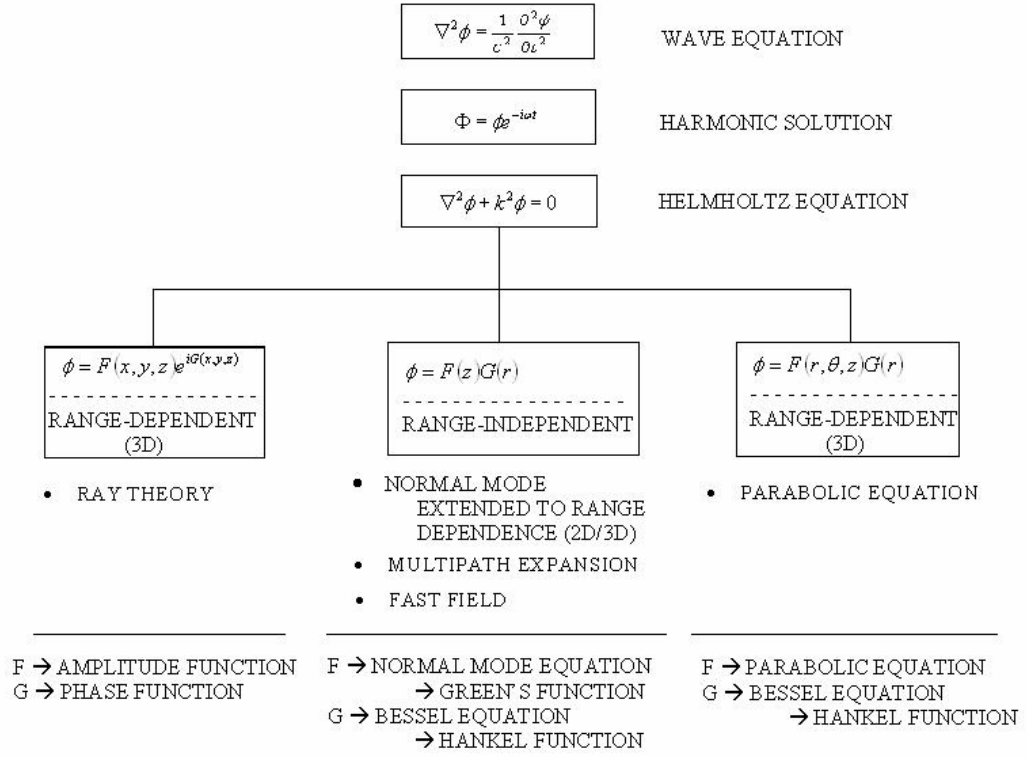 ∇²ϕ = 1/c² ∂²ψ/∂t²
WAVE EQUATION
Φ = ϕe^{-iωt}
HARMONIC SOLUTION
∇²ϕ + k²ϕ = 0
HELMHOLTZ EQUATION
ϕ = F(x,y,z)e^{iG(x,y,z)}
RANGE-DEPENDENT
(3D)
• RAY THEORY
F → AMPLITUDE FUNCTION
G → PHASE FUNCTION
ϕ = F(z)G(r)
RANGE-INDEPENDENT
• NORMAL MODE
EXTENDED TO RANGE
DEPENDENCE (2D/3D)
• MULTIPATH EXPANSION
• FAST FIELD
F → NORMAL MODE EQUATION
→ GREEN'S FUNCTION
G → BESSEL EQUATION
→ HANKEL FUNCTION
ϕ = F(r,θ,z)G(r)
RANGE-DEPENDENT
(3D)
• PARABOLIC EQUATION
F → PARABOLIC EQUATION
G → BESSEL EQUATION
→ HANKEL FUNCTION